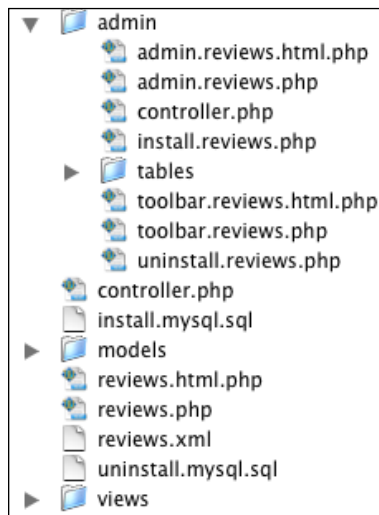 admin
admin.reviews.html.php
admin.reviews.php
controller.php
install.reviews.php
tables
toolbar.reviews.html.php
toolbar.reviews.php
uninstall.reviews.php
controller.php
install.mysql.sql
models
reviews.html.php
reviews.php
reviews.xml
uninstall.mysql.sql
views